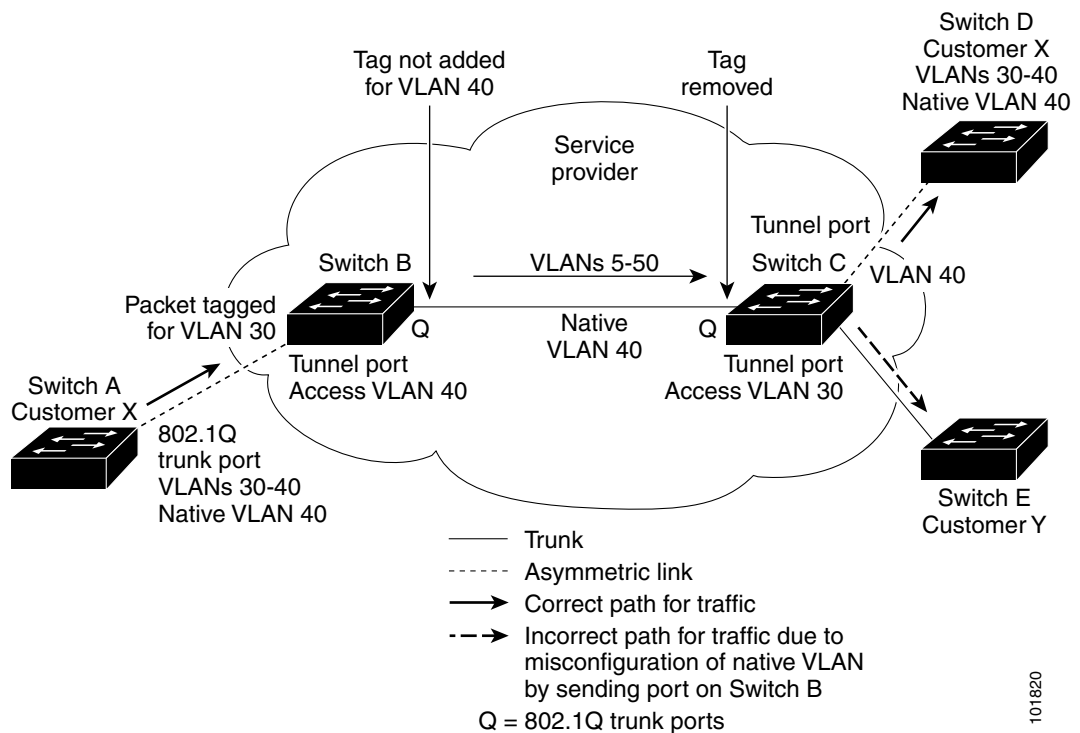 Tag not added
for VLAN 40
Tag
removed
Switch D
Customer X
VLANs 30-40
Native VLAN 40
Service
provider
Tunnel port
Switch B
VLANs 5-50
Switch C
VLAN 40
Packet tagged
for VLAN 30
Q
Native
VLAN 40
Q
Tunnel port
Access VLAN 40
Tunnel port
Access VLAN 30
Switch A
Customer X
802.1Q
trunk port
VLANs 30-40
Native VLAN 40
Switch E
Customer Y
Trunk
Asymmetric link
Correct path for traffic
Incorrect path for traffic due to
misconfiguration of native VLAN
by sending port on Switch B
Q = 802.1Q trunk ports
101820